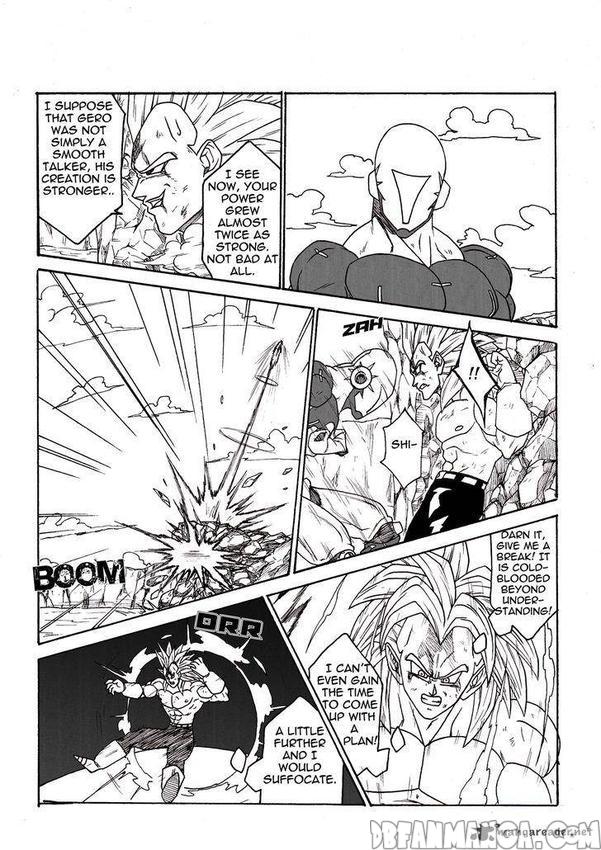 I SUPPOSE
THAT GERO
WAS NOT
SIMPLY A
SMOOTH
TALKER, HIS
CREATION IS
STRONGER..
I SEE
NOW, YOUR
POWER
GREW
ALMOST
TWICE AS
STRONG.
NOT BAD AT
ALL.
BOOM
ZAH
!!
SHI-
DARN IT,
GIVE ME A
BREAK! IT
IS COLD-
BLOODED
BEYOND
UNDER-
STANDING!
I CAN'T
EVEN GAIN
THE TIME TO
COME UP WITH
A PLAN!
DRR
A LITTLE
FURTHER AND I
WOULD
SUFFOCATE.
mangareader.net
DBFANMANGA.COM